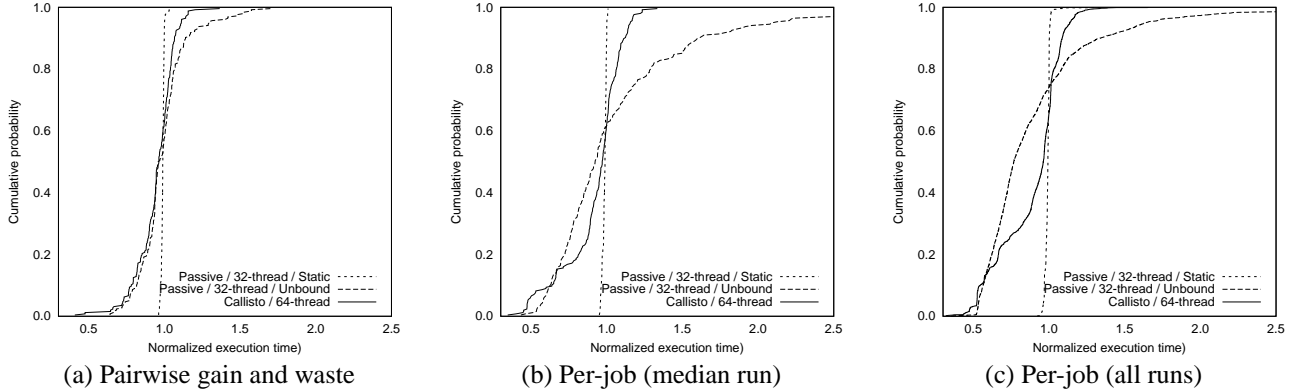 1.0
0.8
0.6
0.4
0.2
0.0
Cumulative probability
Passive / 32-thread / Static
Passive / 32-thread / Unbound
Callisto / 64-thread
0.5 1.0 1.5 2.0 2.5
Normalized execution time)
(a) Pairwise gain and waste
1.0
0.8
0.6
0.4
0.2
0.0
Cumulative probability
Passive / 32-thread / Static
Passive / 32-thread / Unbound
Callisto / 64-thread
0.5 1.0 1.5 2.0 2.5
Normalized execution time)
(b) Per-job (median run)
1.0
0.8
0.6
0.4
0.2
0.0
Cumulative probability
Passive / 32-thread / Static
Passive / 32-thread / Unbound
Callisto / 64-thread
0.5 1.0 1.5 2.0 2.5
Normalized execution time)
(c) Per-job (all runs)